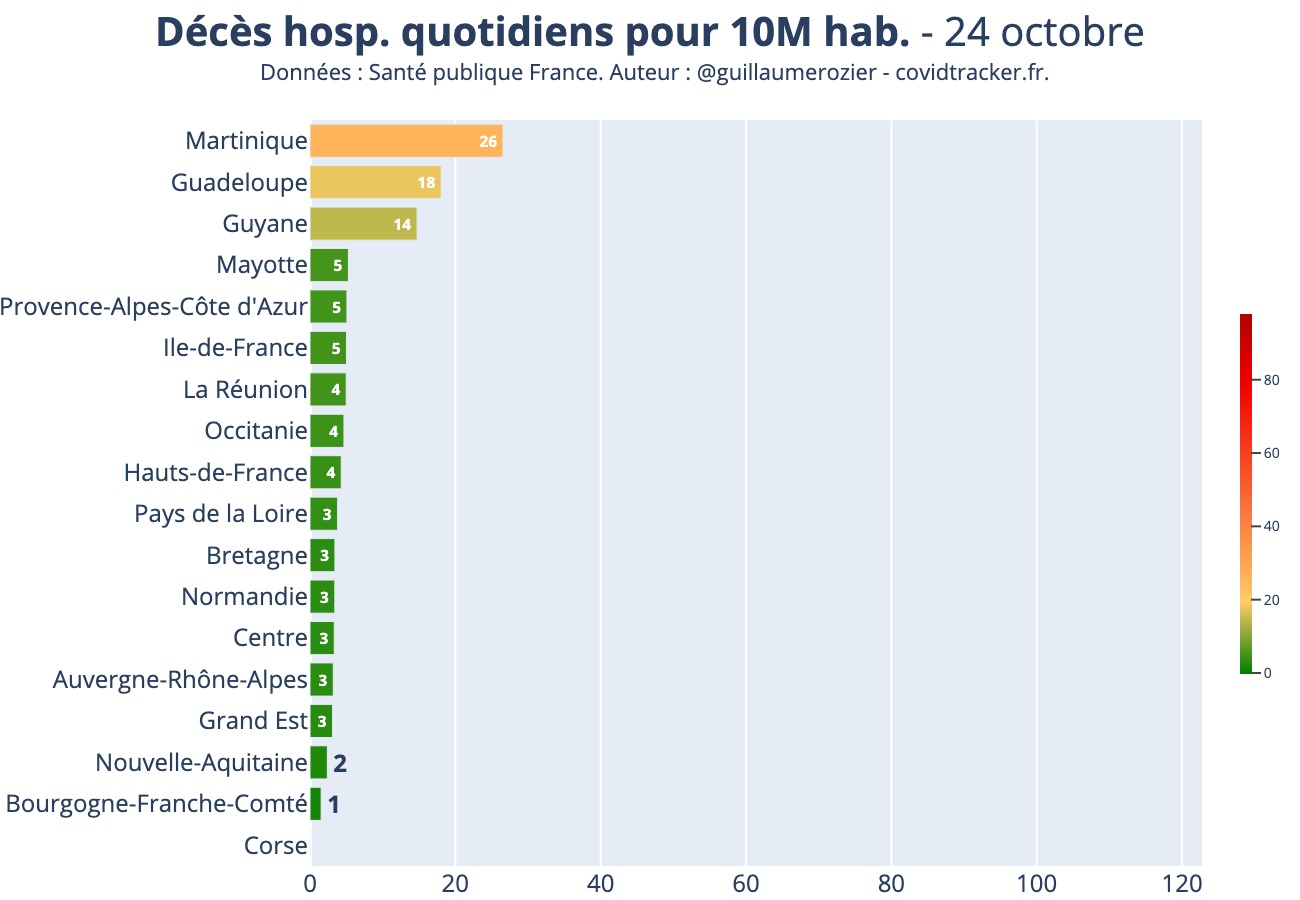 Décès hosp. quotidiens pour 10M hab. - 24 octobre
Données : Santé publique France. Auteur : @guillaumerozier - covidtracker.fr.
Martinique 26
Guadeloupe 18
Guyane 14
Mayotte 5
Provence-Alpes-Côte d'Azur 5
Ile-de-France 5
La Réunion 4
Occitanie 4
Hauts-de-France 4
Pays de la Loire 3
Bretagne 3
Normandie 3
Centre 3
Auvergne-Rhône-Alpes 3
Grand Est 3
Nouvelle-Aquitaine 2
Bourgogne-Franche-Comté 1
Corse
0 20 40 60 80 100 120
80
60
40
20
0